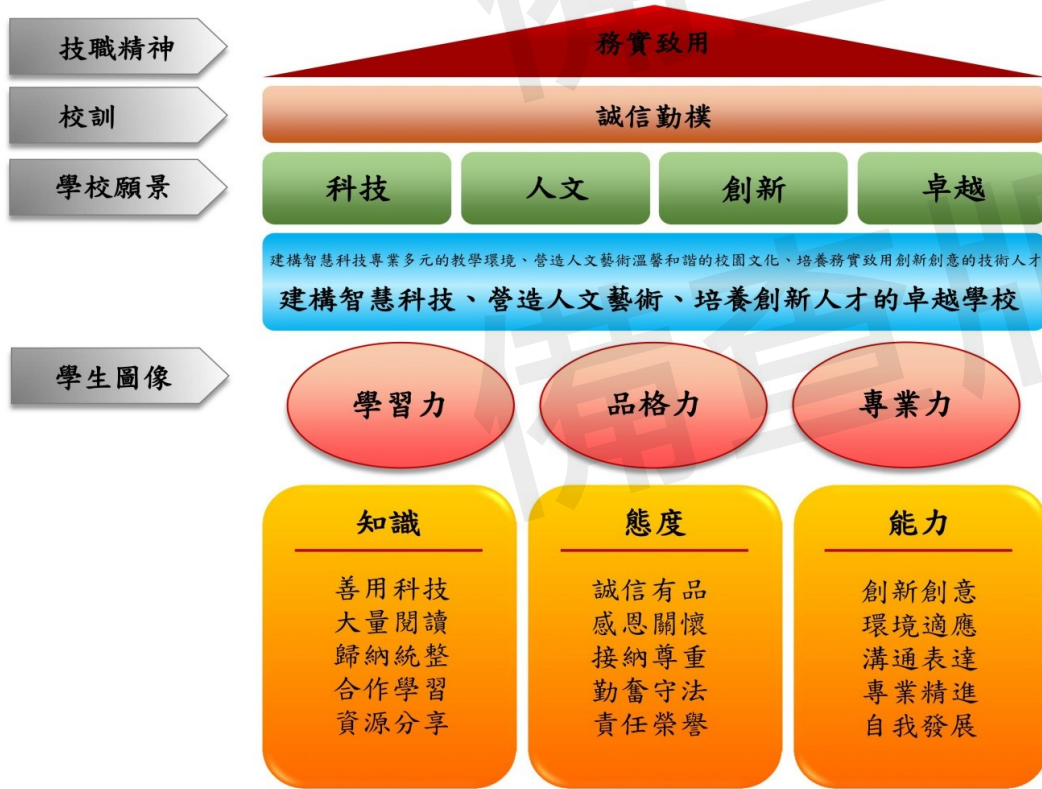 技職精神
務實致用
校訓
誠信勤樸
學校願景
科技
人文
創新
卓越
建構智慧科技專業多元的教學環境、營造人文藝術溫馨和諧的校園文化、培養務實致用創新創意的技術人才
建構智慧科技、營造人文藝術、培養創新人才的卓越學校
學生圖像
學習力
品格力
專業力
知識
善用科技
大量閱讀
歸納統整
合作學習
資源分享
態度
誠信有品
感恩關懷
接納尊重
勤奮守法
責任榮譽
能力
創新創意
環境適應
溝通表達
專業精進
自我發展
備查